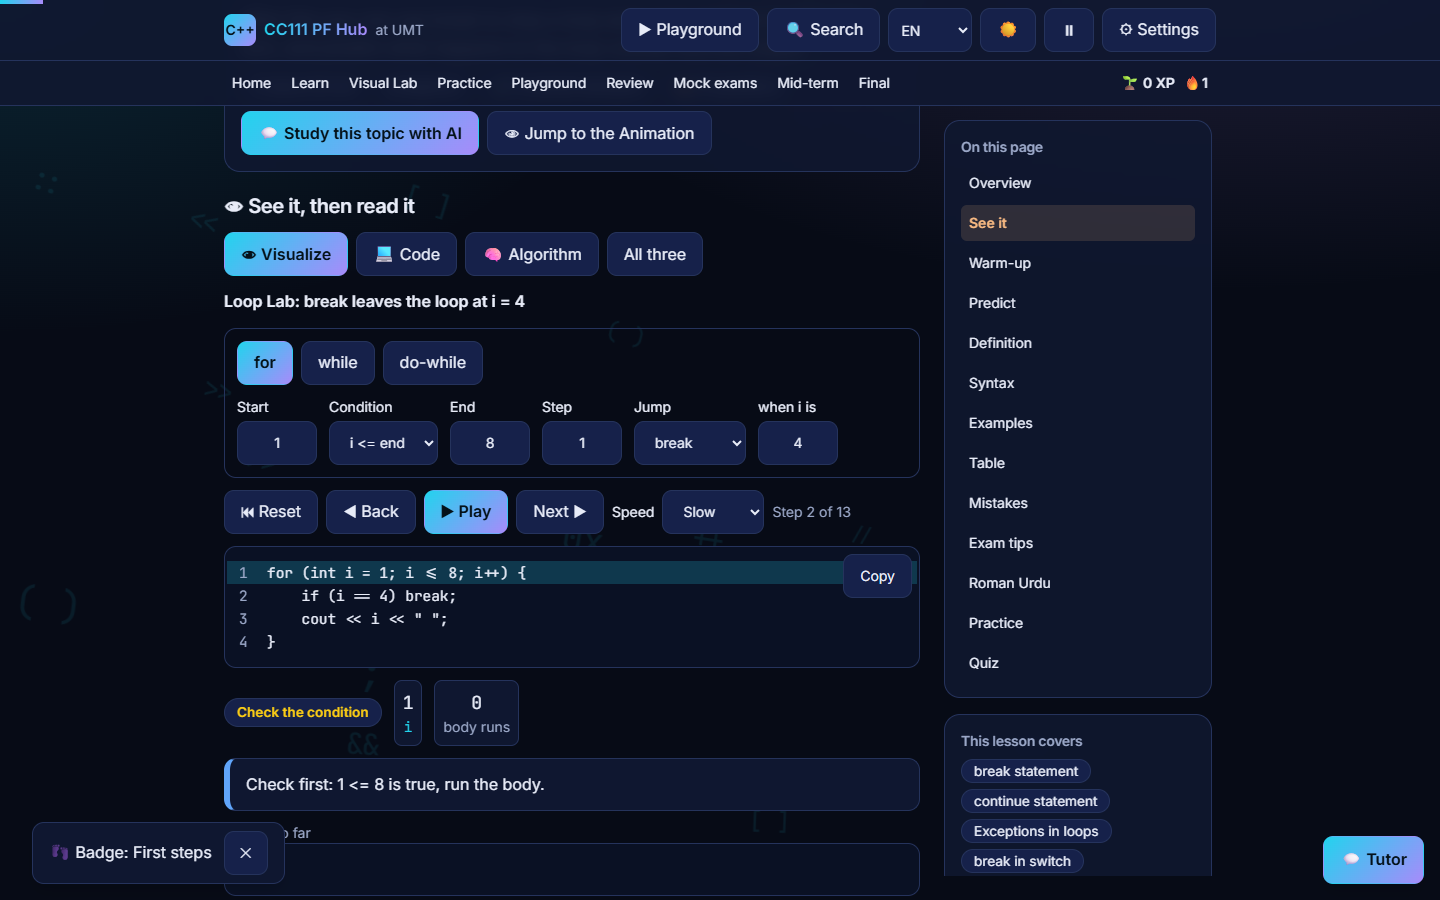 C++ CC111 PF Hub at UMT
▶ Playground
🔍 Search
EN
⏸
⚙ Settings
Home Learn Visual Lab Practice Playground Review Mock exams Mid-term Final
🌱 0 XP 🔥1
Study this topic with AI
👁 Jump to the Animation
👁 See it, then read it
👁 Visualize
💻 Code
🧠 Algorithm
All three
Loop Lab: break leaves the loop at i = 4
for while do-while
Start Condition End Step Jump when i is
1 i <= end 8 1 break 4
⏮ Reset ◀ Back ▶ Play Next ▶ Speed Slow Step 2 of 13
1 for (int i = 1; i <= 8; i++) {
2 if (i == 4) break;
3 cout << i << " ";
4 }
Copy
Check the condition
1
i
0
body runs
Check first: 1 <= 8 is true, run the body.
far
👣 Badge: First steps ×
On this page
Overview
See it
Warm-up
Predict
Definition
Syntax
Examples
Table
Mistakes
Exam tips
Roman Urdu
Practice
Quiz
This lesson covers
break statement
continue statement
Exceptions in loops
break in switch
Tutor